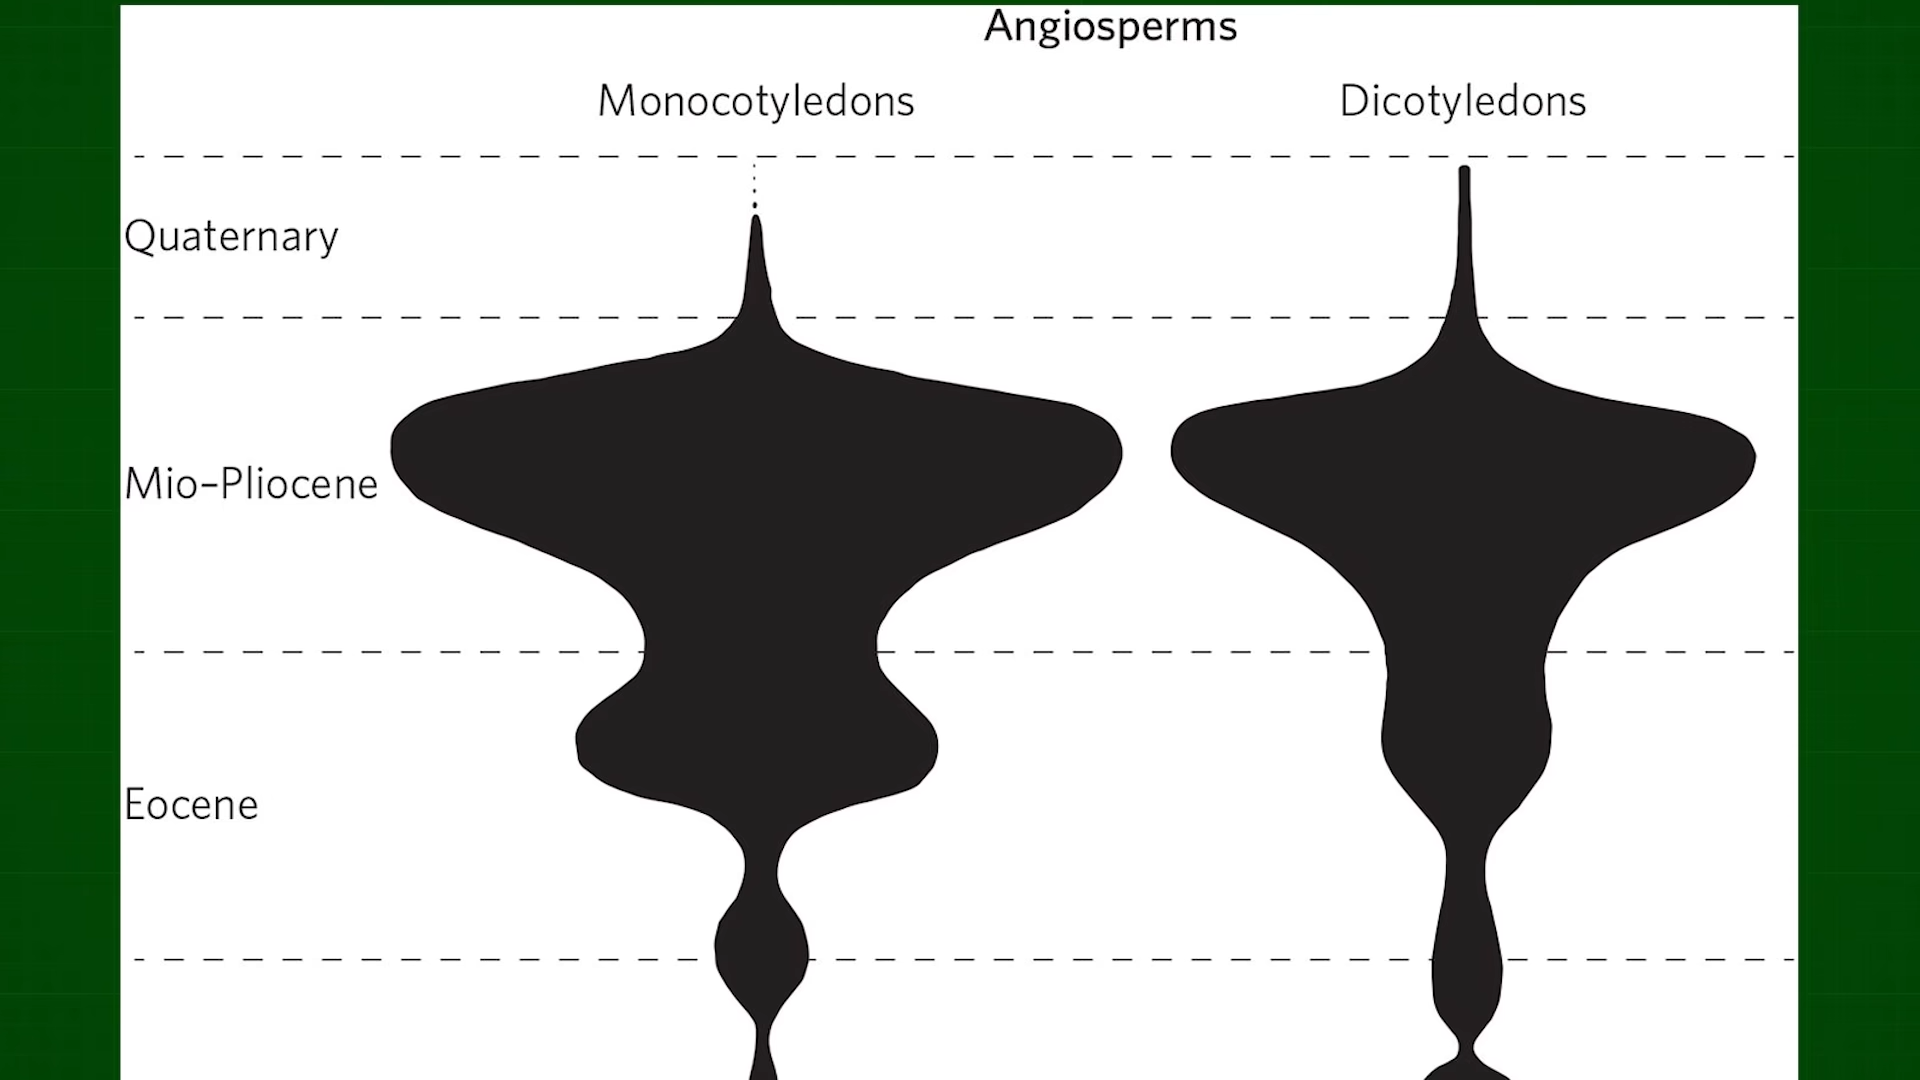 Angiosperms
Monocotyledons Dicotyledons
Quaternary
Mio–Pliocene
Eocene